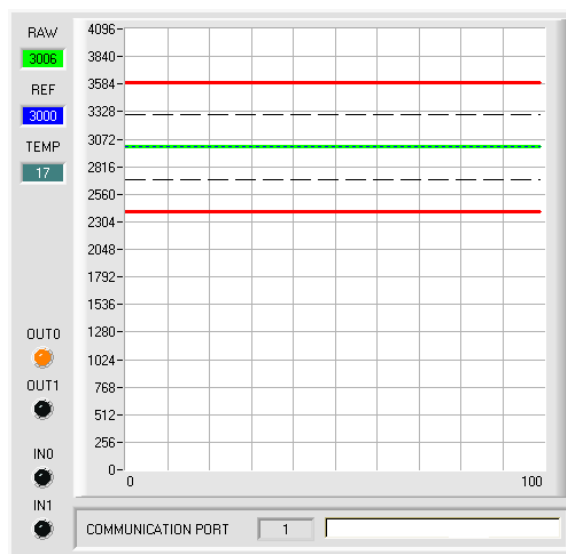 RAW
3006
REF
3000
TEMP
17
OUT0
OUT1
IN0
IN1
4096
3840
3584
3328
3072
2816
2560
2304
2048
1792
1536
1280
1024
768
512
256
0
0 100
COMMUNICATION PORT 1